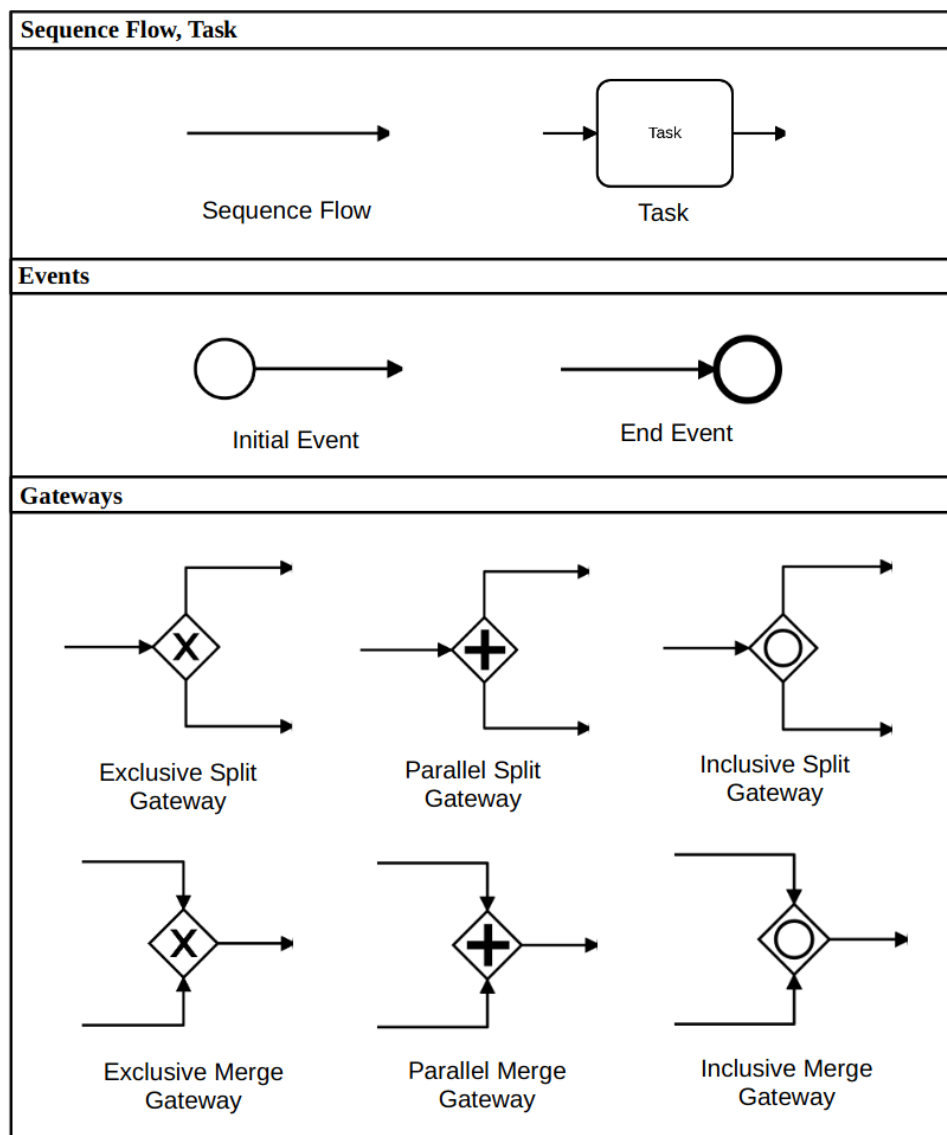 Sequence Flow, Task
Task
Sequence Flow
Task
Events
Initial Event
End Event
Gateways
X
Exclusive Split
Gateway
Parallel Split
Gateway
Inclusive Split
Gateway
X
Exclusive Merge
Gateway
Parallel Merge
Gateway
Inclusive Merge
Gateway